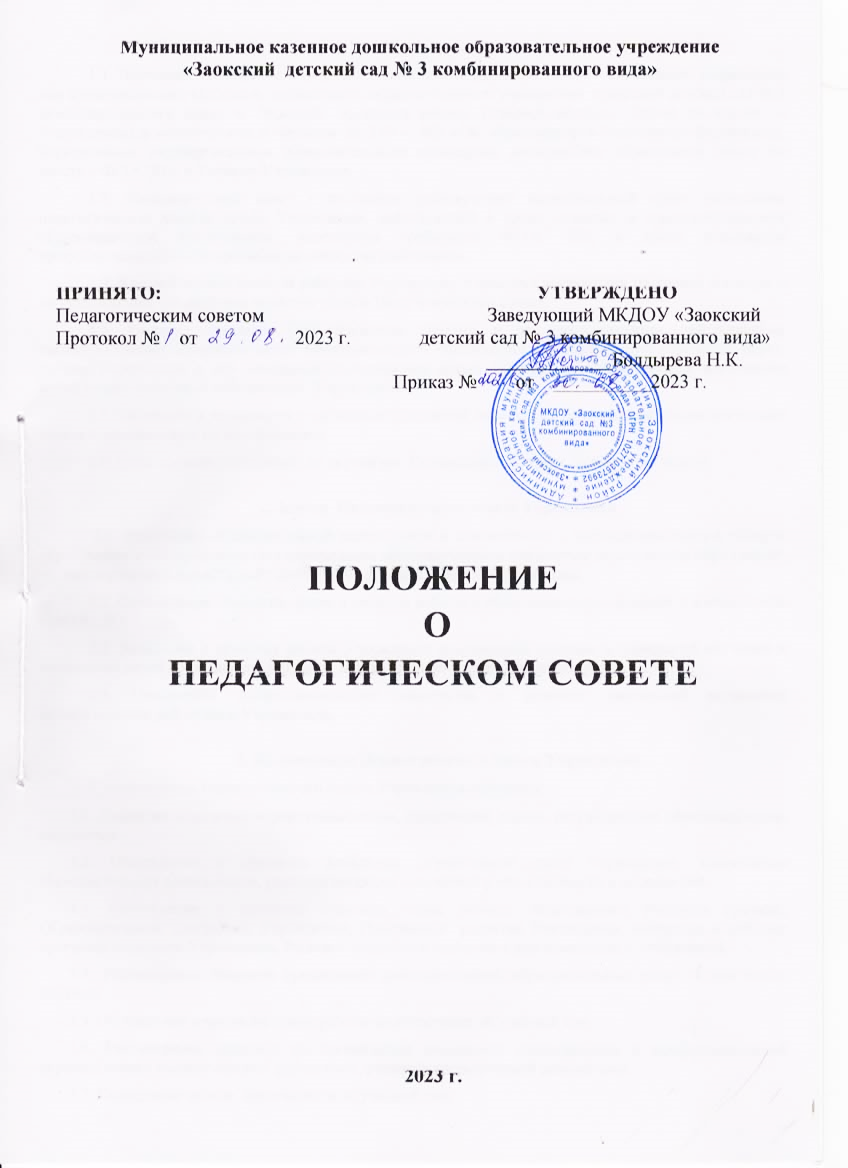 Муниципальное казенное дошкольное образовательное учреждение
«Заокский детский сад № 3 комбинированного вида»
ПРИНЯТО:
Педагогическим советом
Протокол № 1 от 29.08. 2023 г.
УТВЕРЖДЕНО
Заведующий МКДОУ «Заокский
детский сад № 3 комбинированного вида»
Болдырева Н.К.
Приказ № от 2023 г.
МКДОУ «Заокский
детский сад №3
комбинированного
вида»
ПОЛОЖЕНИЕ
О
ПЕДАГОГИЧЕСКОМ СОВЕТЕ
2023 г.